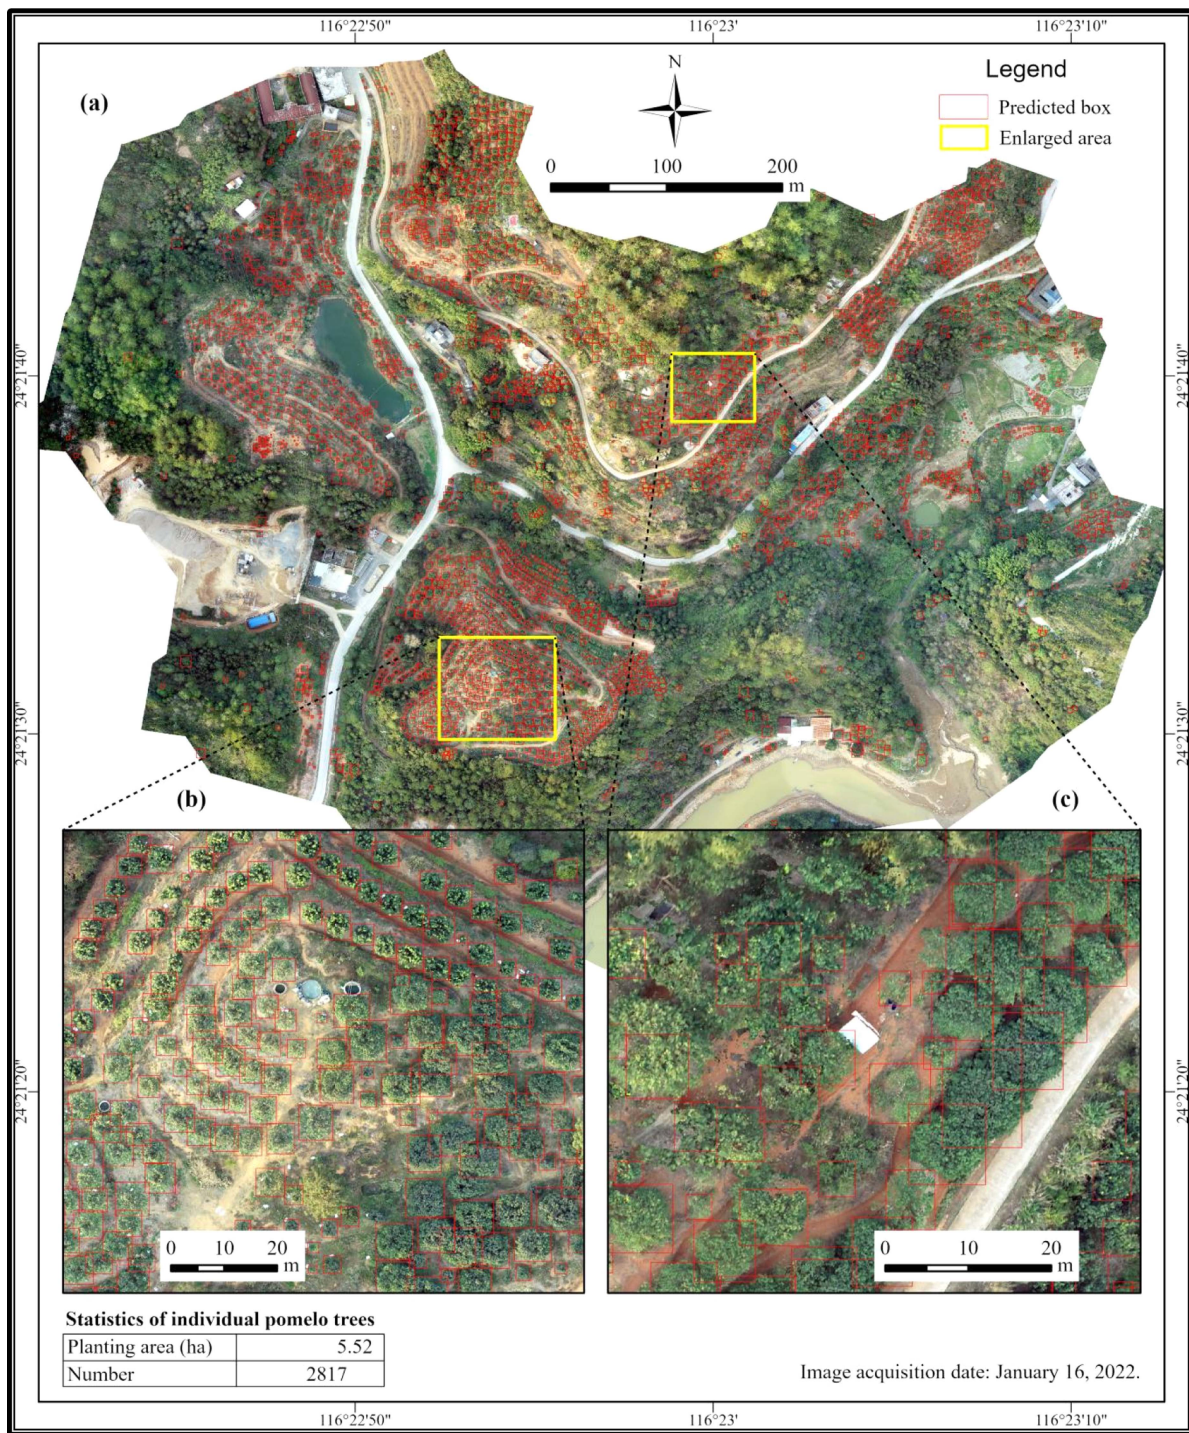 116°22'50"
116°23'
116°23'10"
(a)
N
Legend
Predicted box
Enlarged area
0 100 200
m
24°21'40"
24°21'40"
24°21'30"
24°21'30"
(b)
(c)
24°21'20"
24°21'20"
0 10 20
m
0 10 20
m
Statistics of individual pomelo trees
Planting area (ha) 5.52
Number 2817
Image acquisition date: January 16, 2022.
116°22'50"
116°23'
116°23'10"